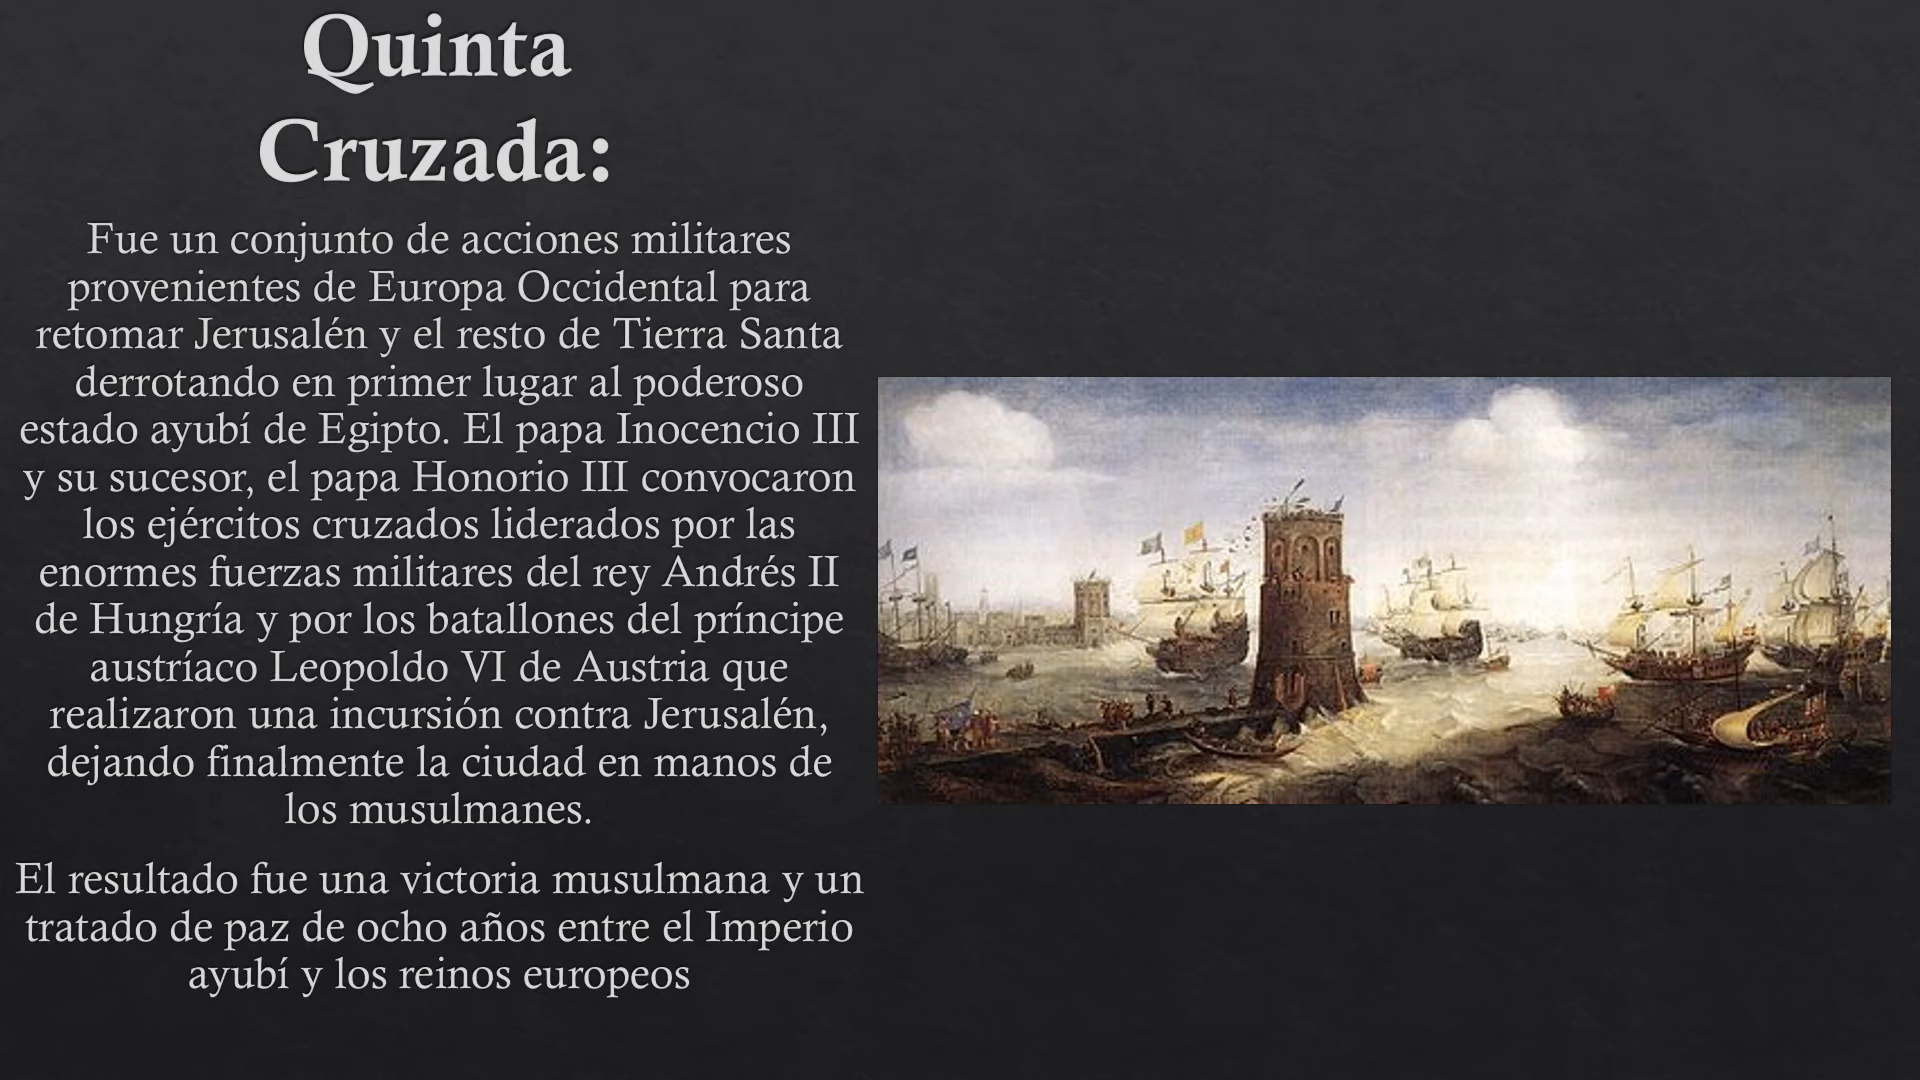 Quinta
Cruzada:
Fue un conjunto de acciones militares
provenientes de Europa Occidental para
retomar Jerusalén y el resto de Tierra Santa
derrotando en primer lugar al poderoso
estado ayubí de Egipto. El papa Inocencio III
y su sucesor, el papa Honorio III convocaron
los ejércitos cruzados liderados por las
enormes fuerzas militares del rey Andrés II
de Hungría y por los batallones del príncipe
austríaco Leopoldo VI de Austria que
realizaron una incursión contra Jerusalén,
dejando finalmente la ciudad en manos de
los musulmanes.
El resultado fue una victoria musulmana y un
tratado de paz de ocho años entre el Imperio
ayubí y los reinos europeos